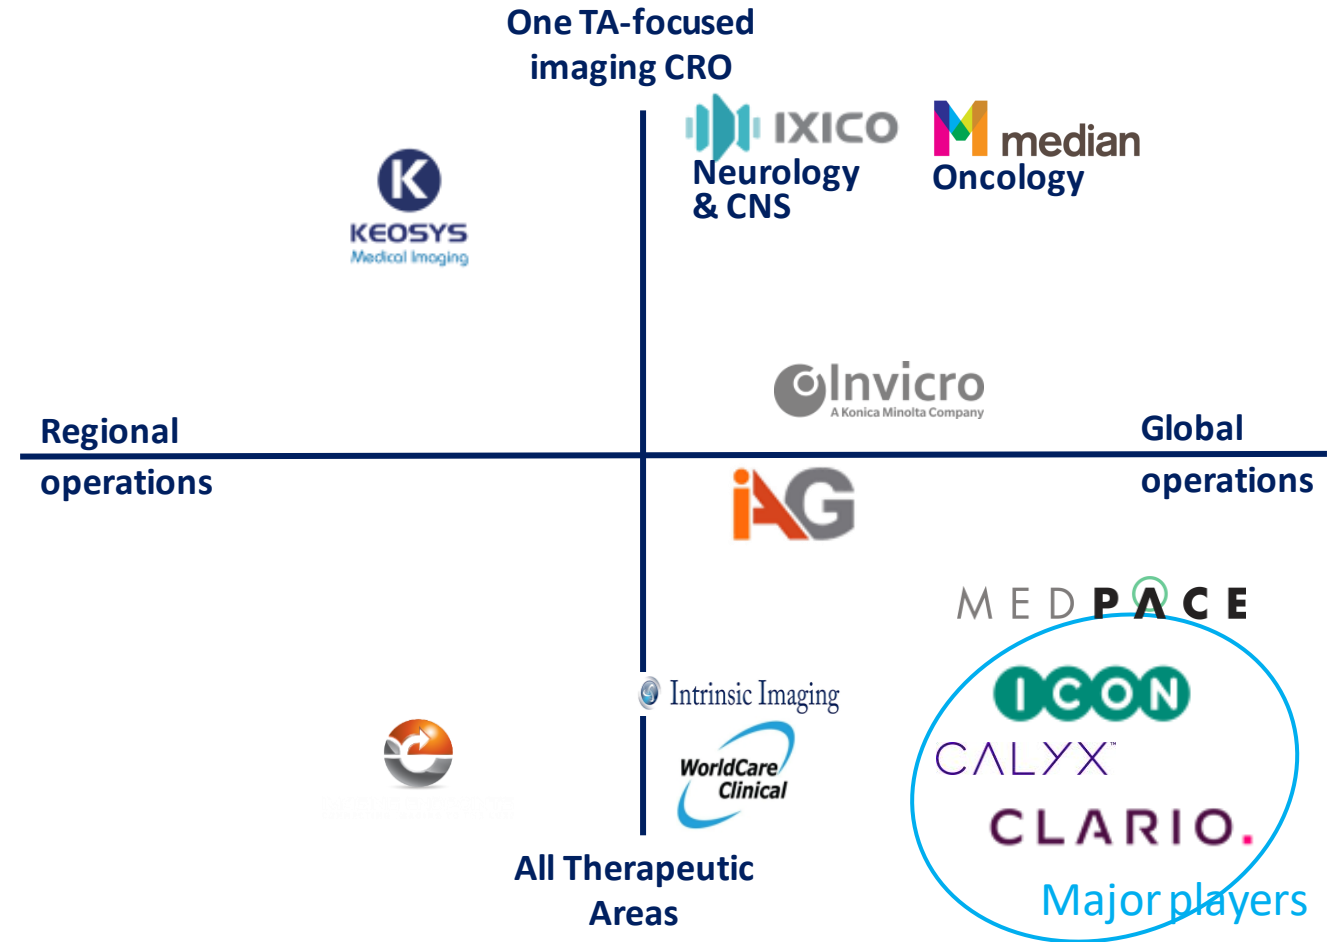 One TA-focused
imaging CRO
IXICO
Neurology
& CNS
median
Oncology
K
KEOSYS
Medical Imaging
Invicro
A Konica Minolta Company
Regional
operations
Global
operations
iAG
MEDPACE
ICON
CALYX™
CLARIO.
Major players
Intrinsic Imaging
WorldCare
Clinical
All Therapeutic
Areas